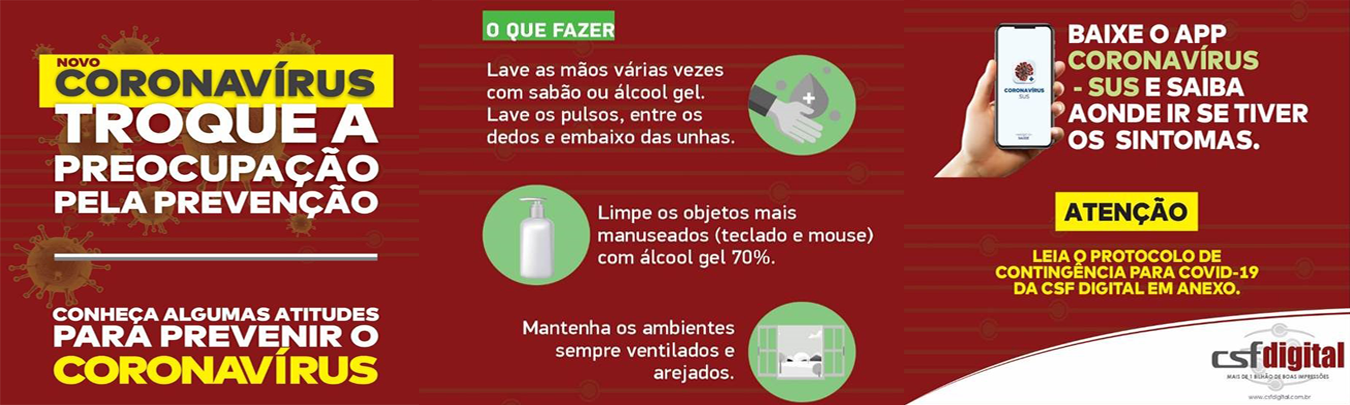 NOVO
CORONAVÍRUS
TROQUE A
PREOCUPAÇÃO
PELA PREVENÇÃO
CONHEÇA ALGUMAS ATITUDES
PARA PREVENIR O
CORONAVÍRUS
O QUE FAZER
Lave as mãos várias vezes
com sabão ou álcool gel.
Lave os pulsos, entre os
dedos e embaixo das unhas.
Limpe os objetos mais
manuseados (teclado e mouse)
com álcool gel 70%.
Mantenha os ambientes
sempre ventilados e
arejados.
CORONAVÍRUS
SUS
BAIXE O APP
CORONAVÍRUS
- SUS E SAIBA
AONDE IR SE TIVER
OS SINTOMAS.
ATENÇÃO
LEIA O PROTOCOLO DE
CONTINGÊNCIA PARA COVID-19
DA CSF DIGITAL EM ANEXO.
csfdigital
MAIS DE 1 BILHÃO DE BOAS IMPRESSÕES
www.csfdigital.com.br